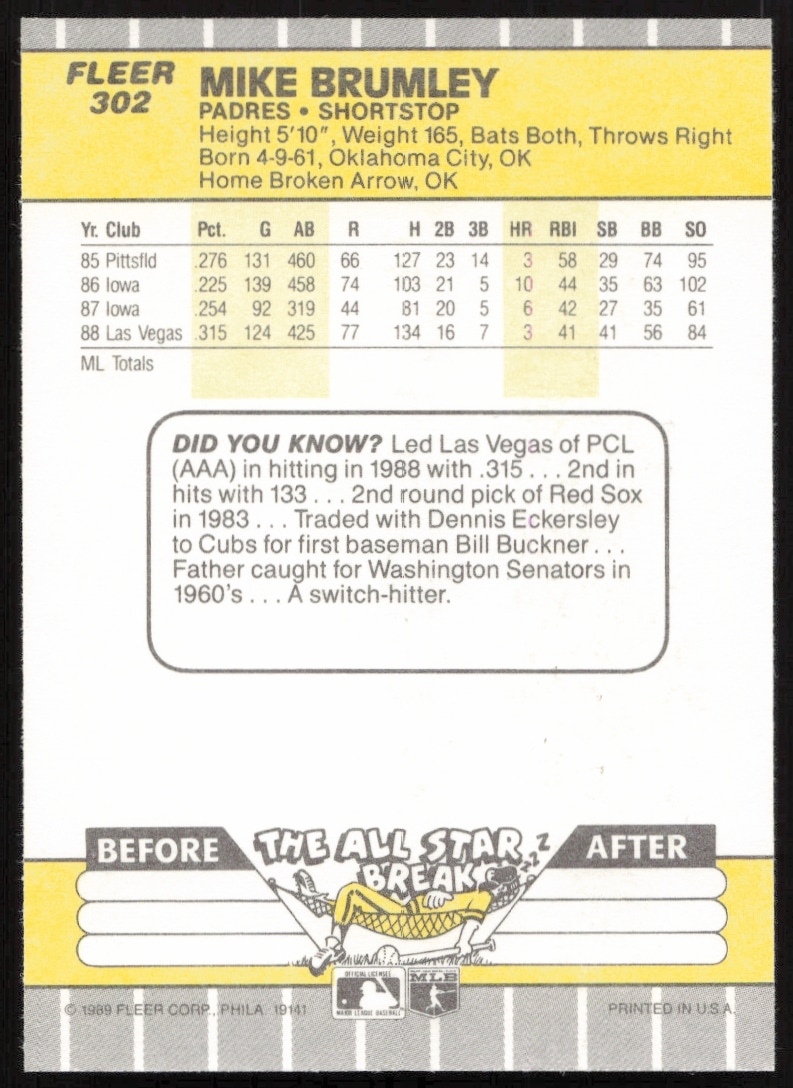 FLEER
302
MIKE BRUMLEY
PADRES • SHORTSTOP
Height 5'10", Weight 165, Bats Both, Throws Right
Born 4-9-61, Oklahoma City, OK
Home Broken Arrow, OK
Yr. Club Pct. G AB R H 2B 3B HR RBI SB BB SO
85 Pittsfld .276 131 460 66 127 23 14 3 58 29 74 95
86 Iowa .225 139 458 74 103 21 5 10 44 35 63 102
87 Iowa .254 92 319 44 81 20 5 6 42 27 35 61
88 Las Vegas .315 124 425 77 134 16 7 3 41 41 56 84
ML Totals
DID YOU KNOW? Led Las Vegas of PCL
(AAA) in hitting in 1988 with .315 . . . 2nd in
hits with 133 . . . 2nd round pick of Red Sox
in 1983 . . . Traded with Dennis Eckersley
to Cubs for first baseman Bill Buckner . . .
Father caught for Washington Senators in
1960's . . . A switch-hitter.
BEFORE
THE ALL STAR
BREAK
ZZZ
AFTER
OFFICIAL LICENSEE
MAJOR LEAGUE BASEBALL
MLB
© 1989 FLEER CORP., PHILA 19141
PRINTED IN U.S.A.